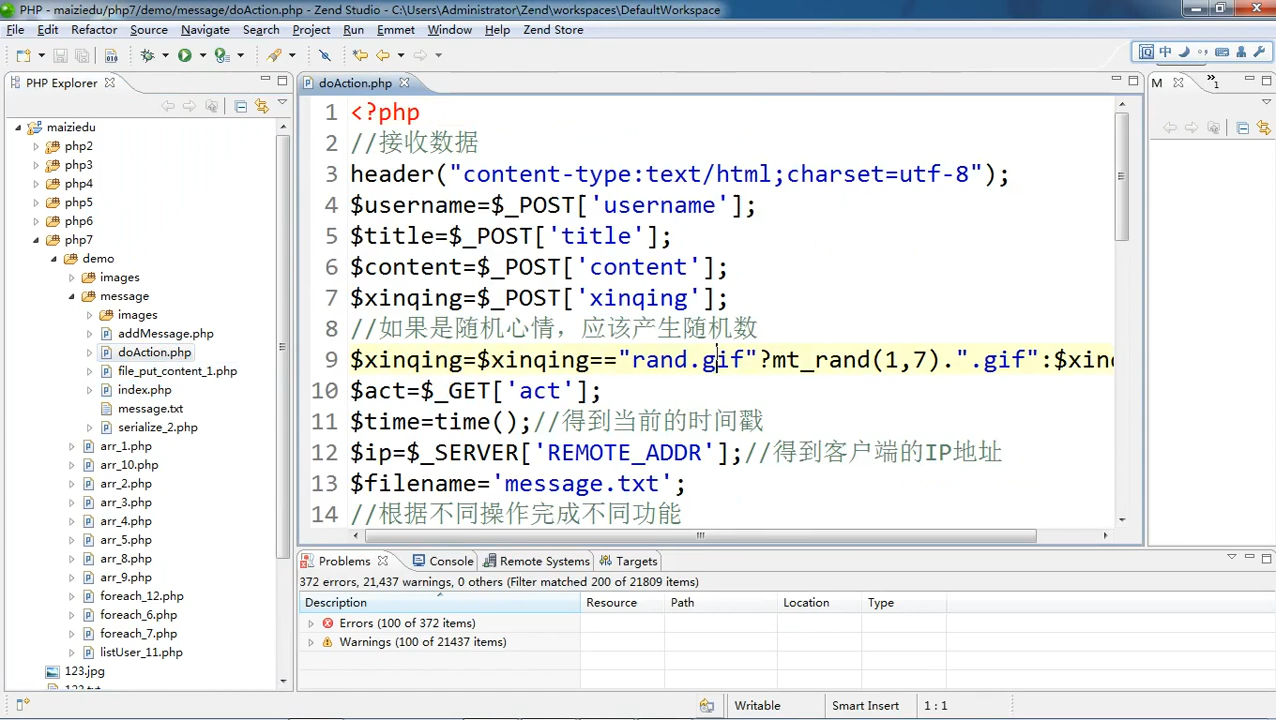 PHP - maiziedu/php7/demo/message/doAction.php - Zend Studio - C:\Users\Administrator\Zend\workspaces\DefaultWorkspace
File Edit Refactor Source Navigate Search Project Run Emmet Window Help Zend Store
中
PHP Explorer
doAction.php
M
1
maiziedu
php2
php3
php4
php5
php6
php7
demo
images
message
images
addMessage.php
doAction.php
file_put_content_1.php
index.php
message.txt
serialize_2.php
arr_1.php
arr_10.php
arr_2.php
arr_3.php
arr_4.php
arr_5.php
arr_8.php
arr_9.php
foreach_12.php
foreach_6.php
foreach_7.php
listUser_11.php
123.jpg
1 <?php
2 //接收数据
3 header("content-type:text/html;charset=utf-8");
4 $username=$_POST['username'];
5 $title=$_POST['title'];
6 $content=$_POST['content'];
7 $xinqing=$_POST['xinqing'];
8 //如果是随机心情，应该产生随机数
9 $xinqing=$xinqing=="rand.gif"?mt_rand(1,7).".gif":$xinq
10 $act=$_GET['act'];
11 $time=time();//得到当前的时间戳
12 $ip=$_SERVER['REMOTE_ADDR'];//得到客户端的IP地址
13 $filename='message.txt';
14 //根据不同操作完成不同功能
Problems Console Remote Systems Targets
372 errors, 21,437 warnings, 0 others (Filter matched 200 of 21809 items)
Description Resource Path Location Type
Errors (100 of 372 items)
Warnings (100 of 21437 items)
Writable Smart Insert 1 : 1